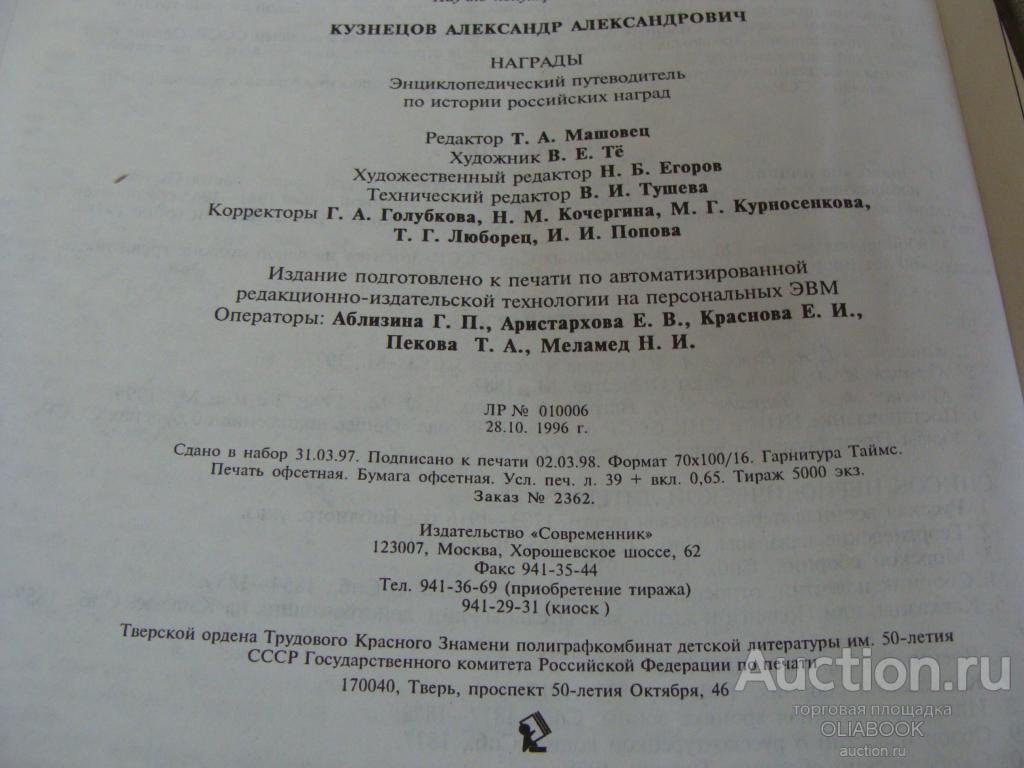 КУЗНЕЦОВ АЛЕКСАНДР АЛЕКСАНДРОВИЧ
НАГРАДЫ
Энциклопедический путеводитель
по истории российских наград
Редактор Т. А. Машовец
Художник В. Е. Тё
Художественный редактор Н. Б. Егоров
Технический редактор В. И. Тушева
Корректоры Г. А. Голубкова, Н. М. Кочергина, М. Г. Курносенкова,
Т. Г. Люборец, И. И. Попова
Издание подготовлено к печати по автоматизированной
редакционно-издательской технологии на персональных ЭВМ
Операторы: Аблизина Г. П., Аристархова Е. В., Краснова Е. И.,
Пекова Т. А., Меламед Н. И.
ЛР № 010006
28.10. 1996 г.
Сдано в набор 31.03.97. Подписано к печати 02.03.98. Формат 70х100/16. Гарнитура Таймс.
Печать офсетная. Бумага офсетная. Усл. печ. л. 39 + вкл. 0,65. Тираж 5000 экз.
Заказ № 2362.
Издательство «Современник»
123007, Москва, Хорошевское шоссе, 62
Факс 941-35-44
Тел. 941-36-69 (приобретение тиража)
941-29-31 (киоск )
Тверской ордена Трудового Красного Знамени полиграфкомбинат детской литературы им. 50-летия
СССР Государственного комитета Российской Федерации по печати
170040, Тверь, проспект 50-летия Октября, 46
Auction.ru
торговая площадка
OLIABOOK
auction.ru